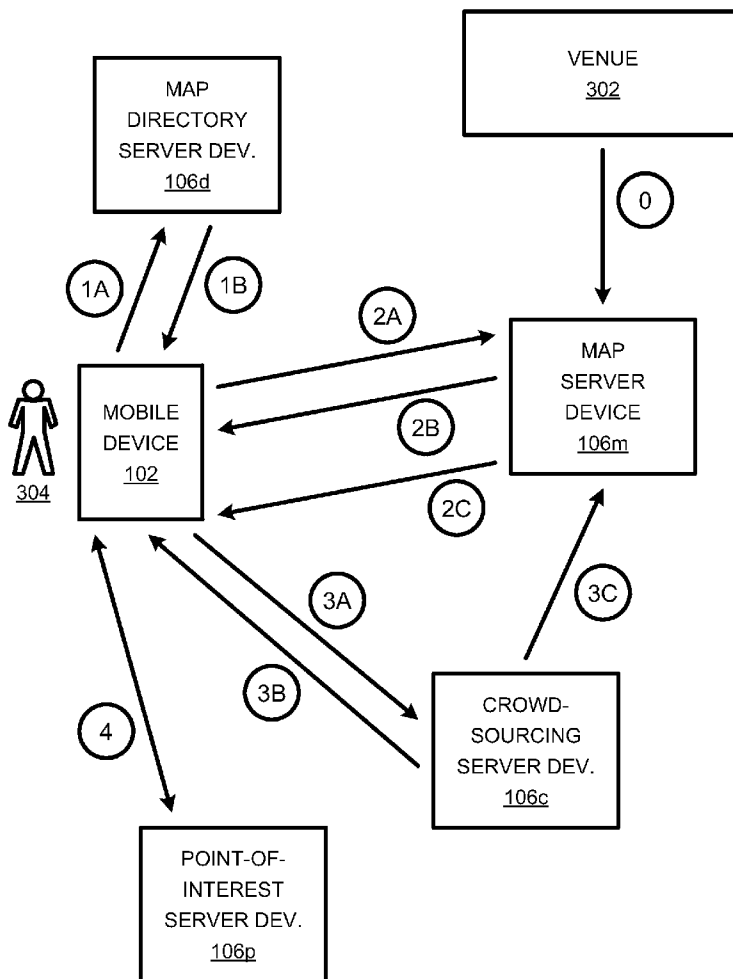 VENUE
302
MAP
DIRECTORY
SERVER DEV.
106d
0
1A
1B
2A
MAP
SERVER
DEVICE
106m
MOBILE
DEVICE
102
304
2B
2C
3A
3C
3B
4
CROWD-
SOURCING
SERVER DEV.
106c
POINT-OF-
INTEREST
SERVER DEV.
106p